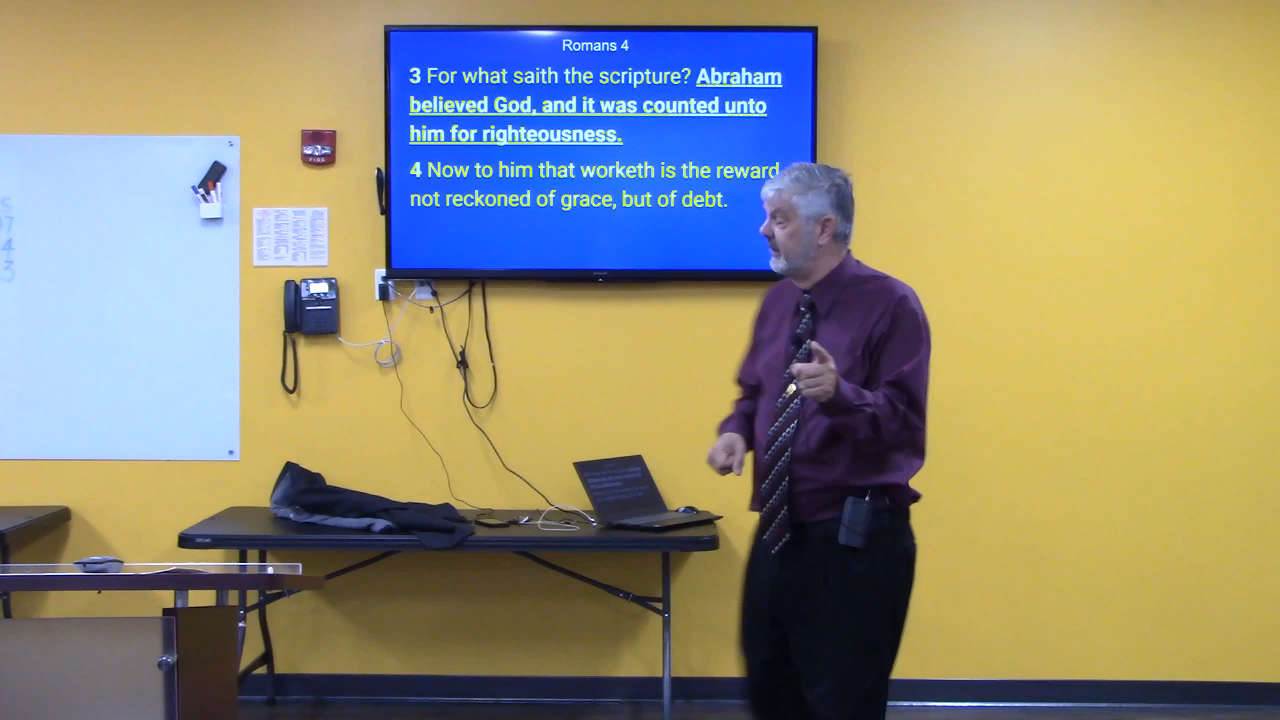 Romans 4
3 For what saith the scripture? Abraham
believed God, and it was counted unto
him for righteousness.
4 Now to him that worketh is the reward
not reckoned of grace, but of debt.
FIRE